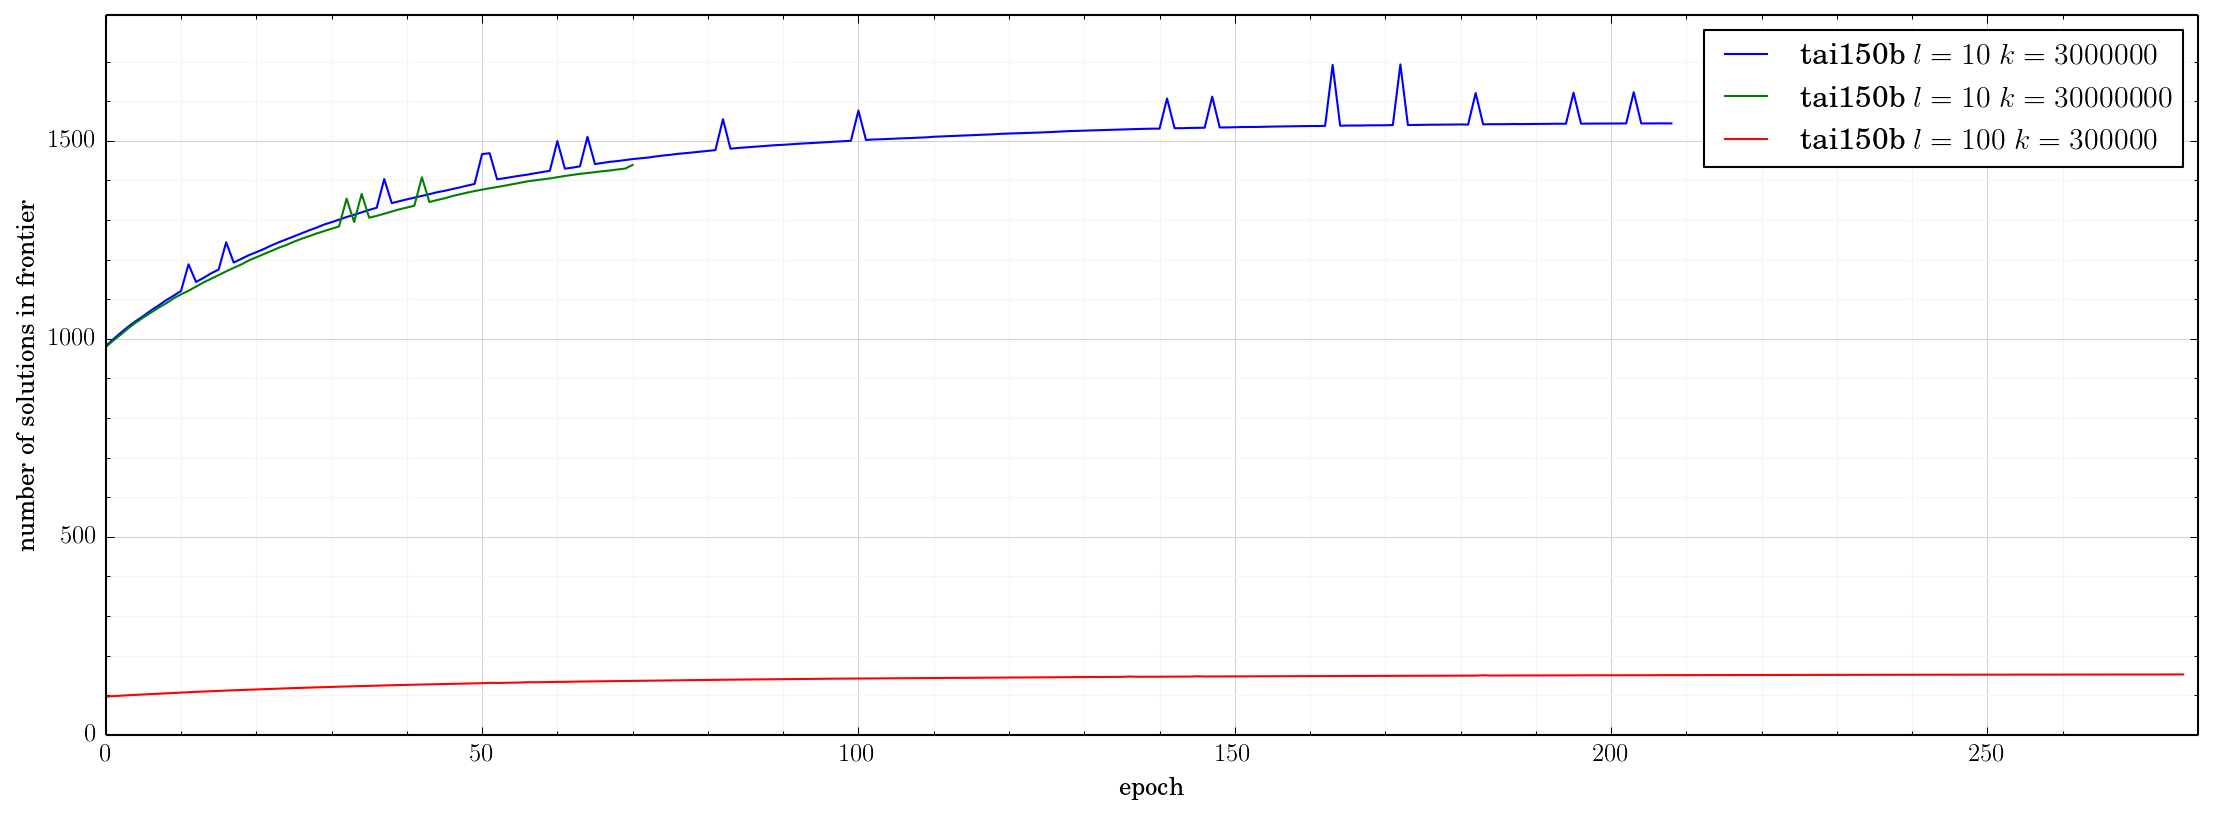 tai150b l = 10 k = 3000000
tai150b l = 10 k = 30000000
tai150b l = 100 k = 300000
number of solutions in frontier
1500
1000
500
0
0 50 100 150 200 250
epoch